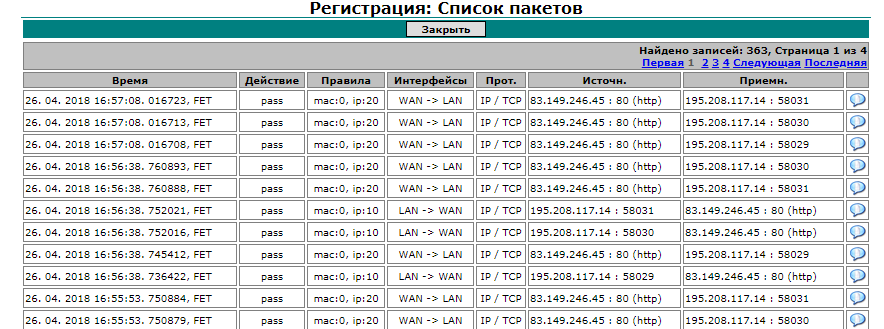 Регистрация: Список пакетов
Закрыть
Найдено записей: 363, Страница 1 из 4
Первая 1 2 3 4 Следующая Последняя
Время Действие Правила Интерфейсы Прот. Источн. Приемн.
26. 04. 2018 16:57:08. 016723, FET pass mac:0, ip:20 WAN -> LAN IP / TCP 83.149.246.45 : 80 (http) 195.208.117.14 : 58031
26. 04. 2018 16:57:08. 016713, FET pass mac:0, ip:20 WAN -> LAN IP / TCP 83.149.246.45 : 80 (http) 195.208.117.14 : 58030
26. 04. 2018 16:57:08. 016708, FET pass mac:0, ip:20 WAN -> LAN IP / TCP 83.149.246.45 : 80 (http) 195.208.117.14 : 58029
26. 04. 2018 16:56:38. 760893, FET pass mac:0, ip:20 WAN -> LAN IP / TCP 83.149.246.45 : 80 (http) 195.208.117.14 : 58030
26. 04. 2018 16:56:38. 760888, FET pass mac:0, ip:20 WAN -> LAN IP / TCP 83.149.246.45 : 80 (http) 195.208.117.14 : 58031
26. 04. 2018 16:56:38. 752021, FET pass mac:0, ip:10 LAN -> WAN IP / TCP 195.208.117.14 : 58031 83.149.246.45 : 80 (http)
26. 04. 2018 16:56:38. 752016, FET pass mac:0, ip:10 LAN -> WAN IP / TCP 195.208.117.14 : 58030 83.149.246.45 : 80 (http)
26. 04. 2018 16:56:38. 745412, FET pass mac:0, ip:20 WAN -> LAN IP / TCP 83.149.246.45 : 80 (http) 195.208.117.14 : 58029
26. 04. 2018 16:56:38. 736422, FET pass mac:0, ip:10 LAN -> WAN IP / TCP 195.208.117.14 : 58029 83.149.246.45 : 80 (http)
26. 04. 2018 16:55:53. 750884, FET pass mac:0, ip:20 WAN -> LAN IP / TCP 83.149.246.45 : 80 (http) 195.208.117.14 : 58031
26. 04. 2018 16:55:53. 750879, FET pass mac:0, ip:20 WAN -> LAN IP / TCP 83.149.246.45 : 80 (http) 195.208.117.14 : 58030